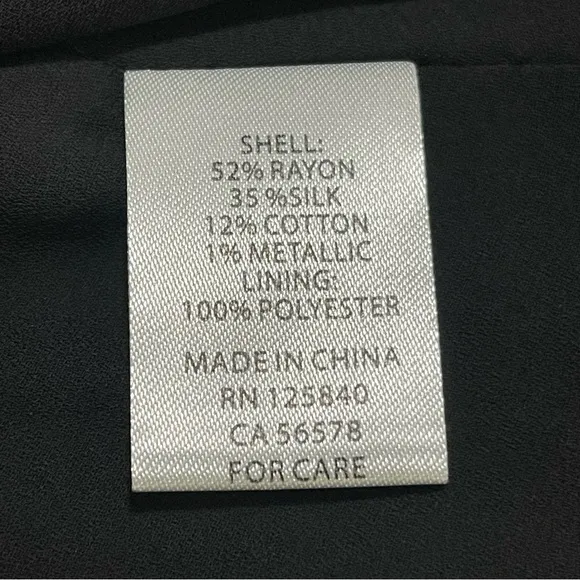 SHELL:
52% RAYON
35 %SILK
12% COTTON
1% METALLIC
LINING:
100% POLYESTER
MADE IN CHINA
RN 125840
CA 56578
FOR CARE